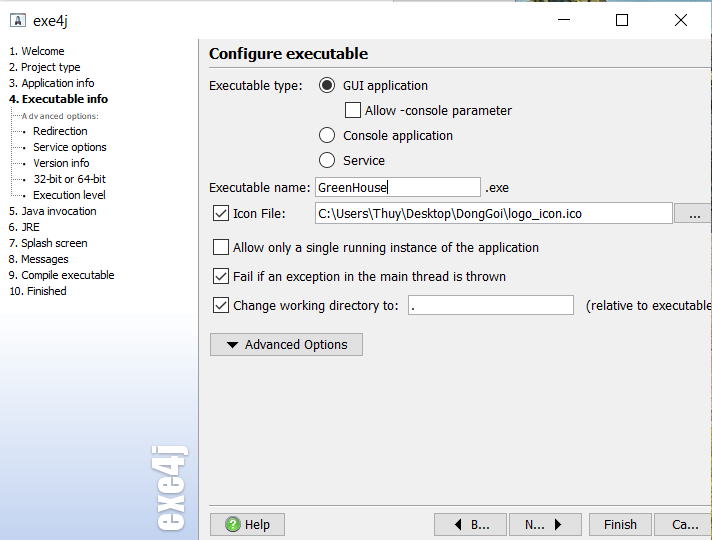 exe4j
1. Welcome
2. Project type
3. Application info
4. Executable info
Advanced options:
Redirection
Service options
Version info
32-bit or 64-bit
Execution level
5. Java invocation
6. JRE
7. Splash screen
8. Messages
9. Compile executable
10. Finished
exe4j
Configure executable
Executable type: GUI application
Allow -console parameter
Console application
Service
Executable name: GreenHouse .exe
Icon File: C:\Users\Thuy\Desktop\DongGoi\logo_icon.ico ...
Allow only a single running instance of the application
Fail if an exception in the main thread is thrown
Change working directory to: . (relative to executable
Advanced Options
Help B... N... Finish Ca...